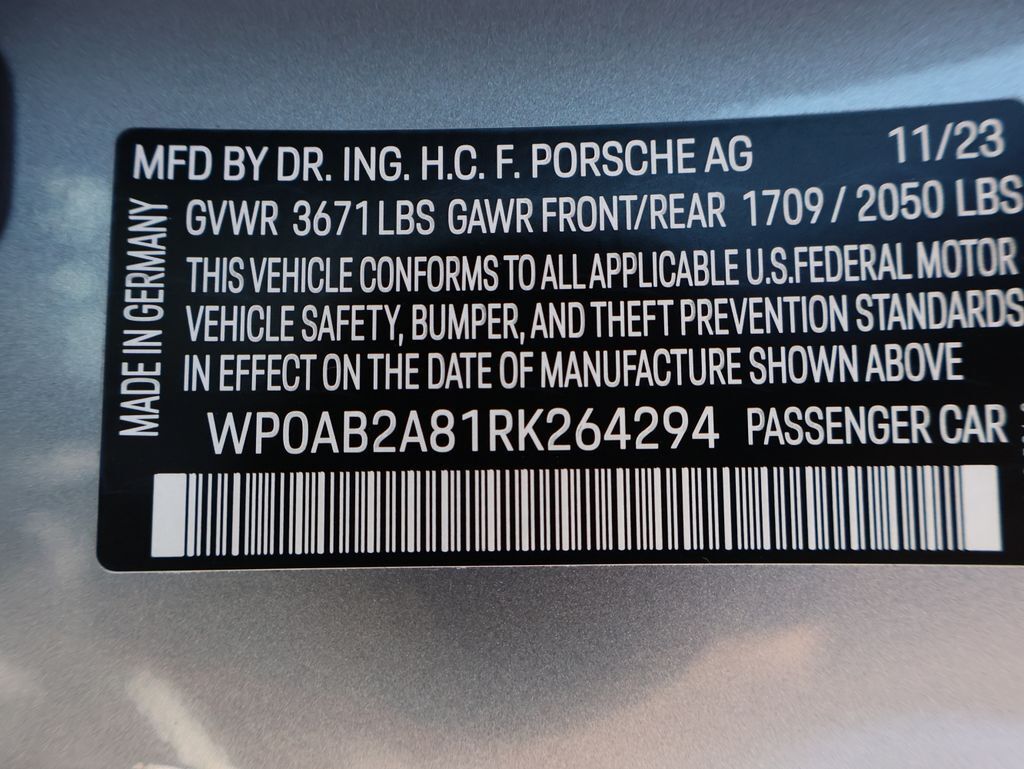 MFD BY DR. ING. H.C. F. PORSCHE AG 11/23
GVWR 3671 LBS GAWR FRONT/REAR 1709 / 2050 LBS
THIS VEHICLE CONFORMS TO ALL APPLICABLE U.S.FEDERAL MOTOR
VEHICLE SAFETY, BUMPER, AND THEFT PREVENTION STANDARDS
IN EFFECT ON THE DATE OF MANUFACTURE SHOWN ABOVE
WP0AB2A81RK264294 PASSENGER CAR
MADE IN GERMANY